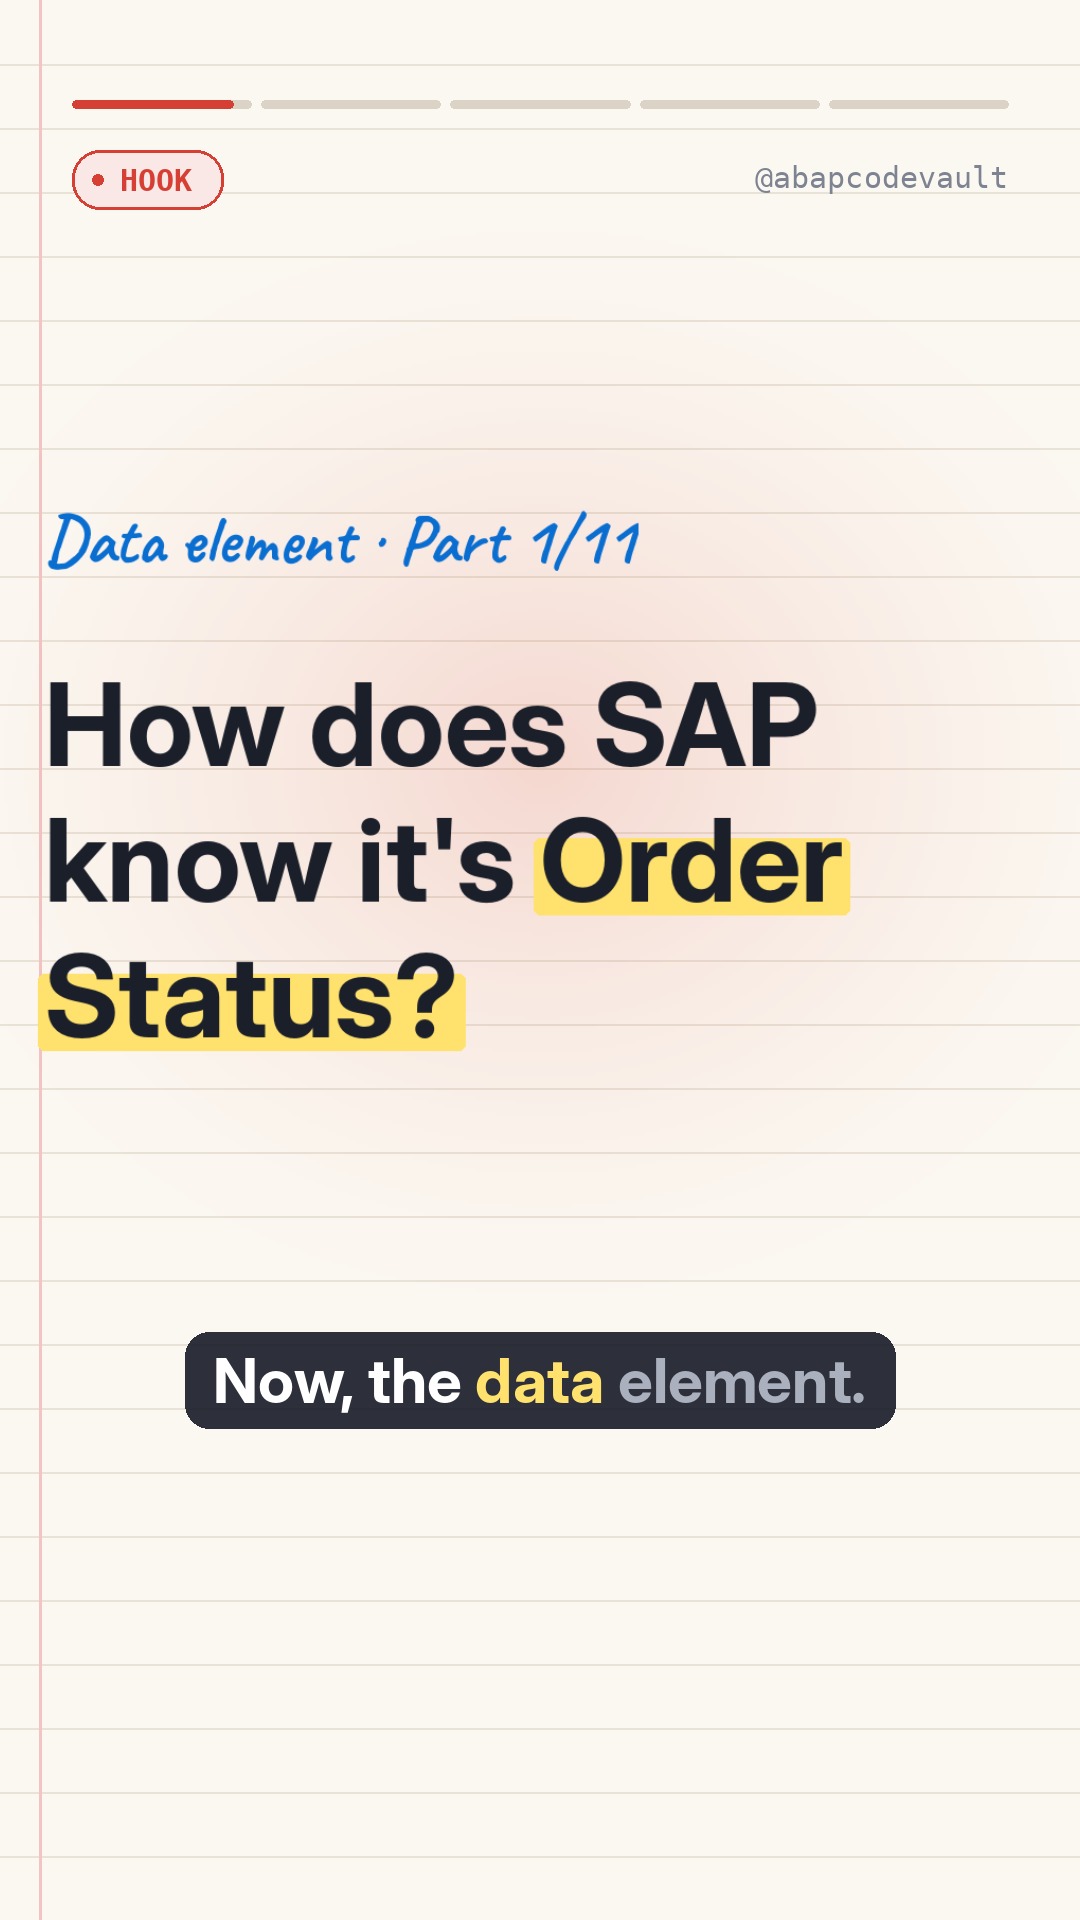 HOOK
@abapcodevault
Data element · Part 1/11
How does SAP
know it's Order
Status?
Now, the data element.